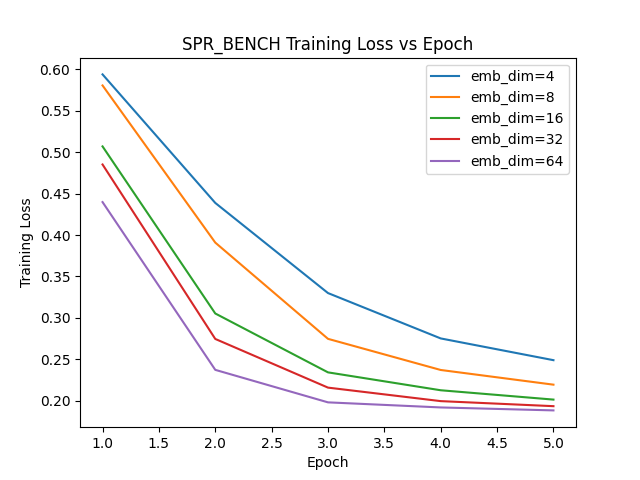 SPR_BENCH Training Loss vs Epoch
Training Loss
0.60
0.55
0.50
0.45
0.40
0.35
0.30
0.25
0.20
emb_dim=4
emb_dim=8
emb_dim=16
emb_dim=32
emb_dim=64
1.0 1.5 2.0 2.5 3.0 3.5 4.0 4.5 5.0
Epoch